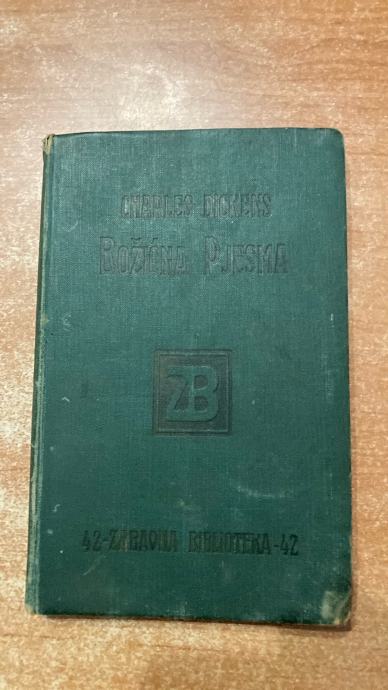 CHARLES DICKENS
BOŽIĆNA PJESMA
ZB
42-ZABAVNA BIBLIOTEKA-42